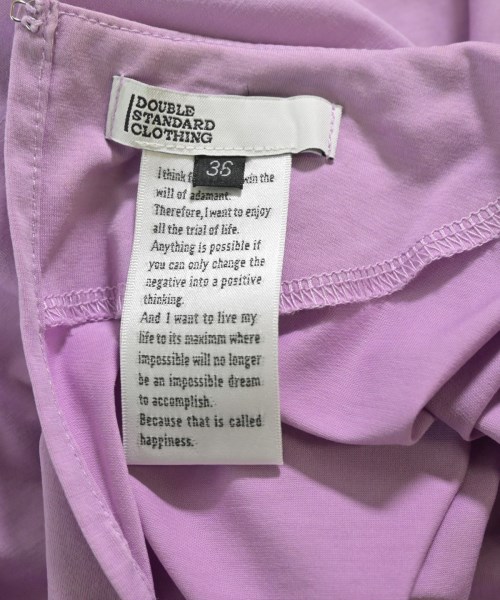 DOUBLE
STANDARD
CLOTHING
36
I think win the
will of adamant.
Therefore, I want to enjoy
all the trial of life.
Anything is possible if
you can only change the
negative into a positive
thinking.
And I want to live my
life to its maximm where
impossible will no longer
be an impossible dream
to accomplish.
Because that is called
happiness.